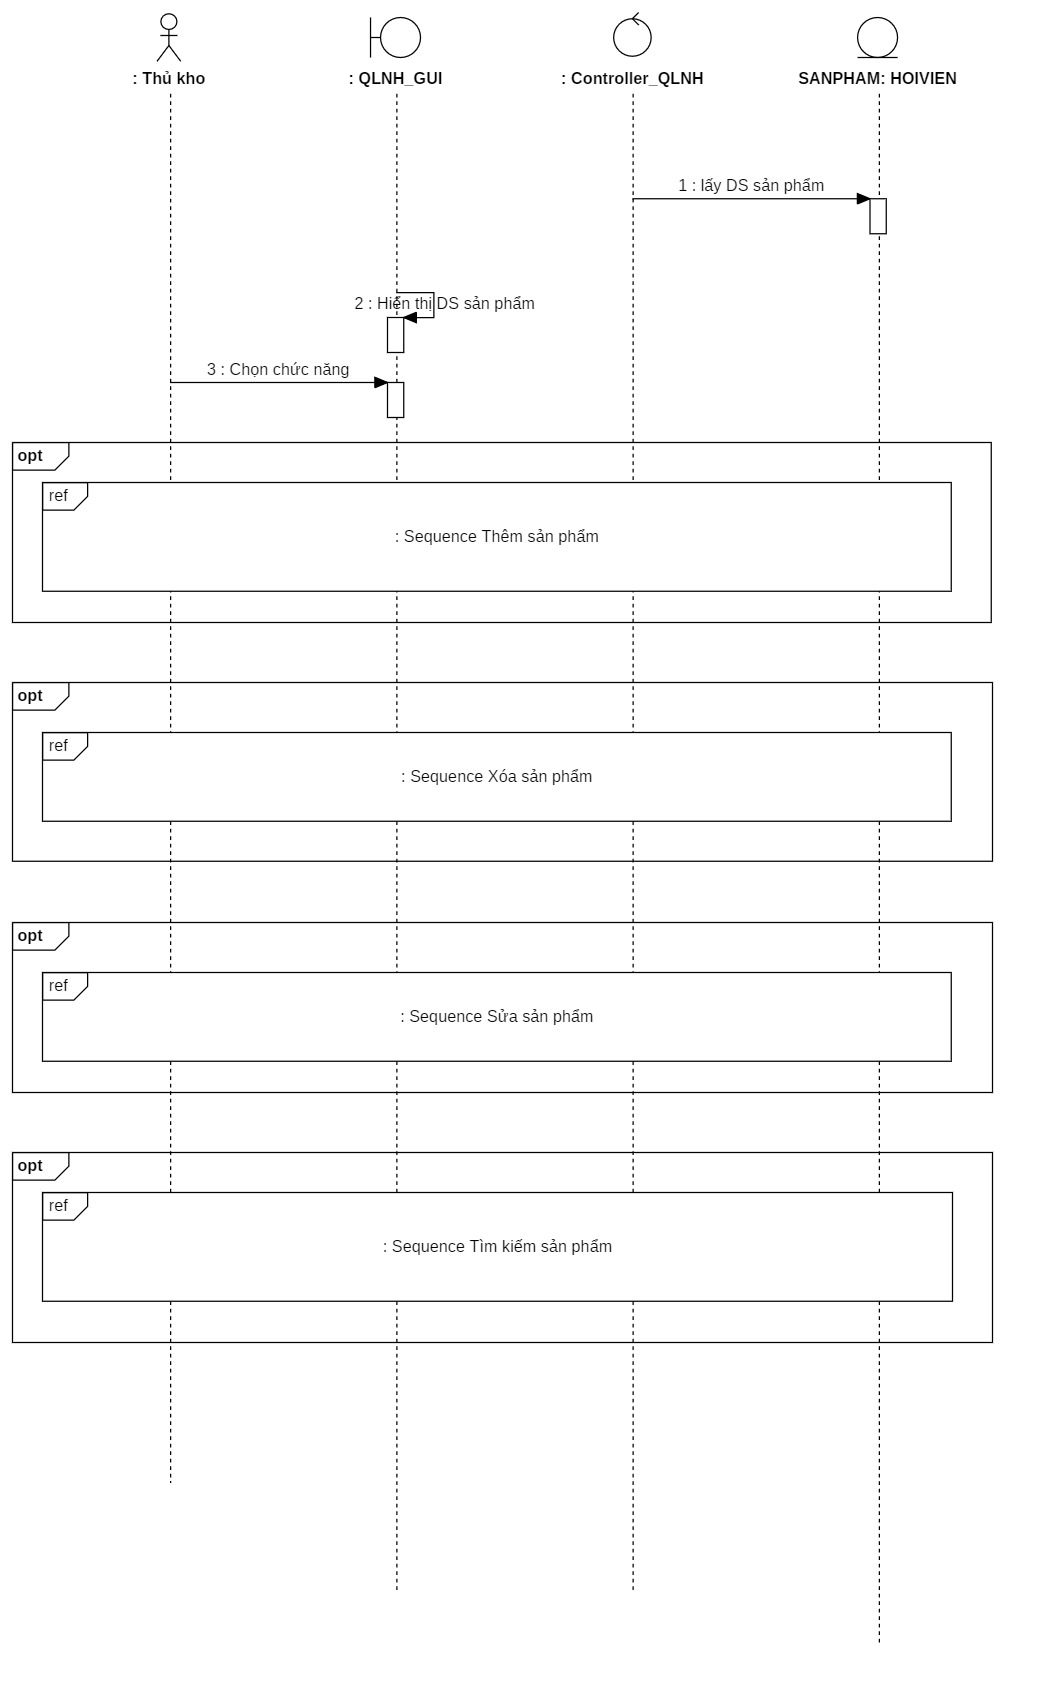 : Thủ kho
: QLNH_GUI
: Controller_QLNH
SANPHAM: HOIVIEN
1 : lấy DS sản phẩm
2 : Hiển thị DS sản phẩm
3 : Chọn chức năng
opt
ref
: Sequence Thêm sản phẩm
opt
ref
: Sequence Xóa sản phẩm
opt
ref
: Sequence Sửa sản phẩm
opt
ref
: Sequence Tìm kiếm sản phẩm